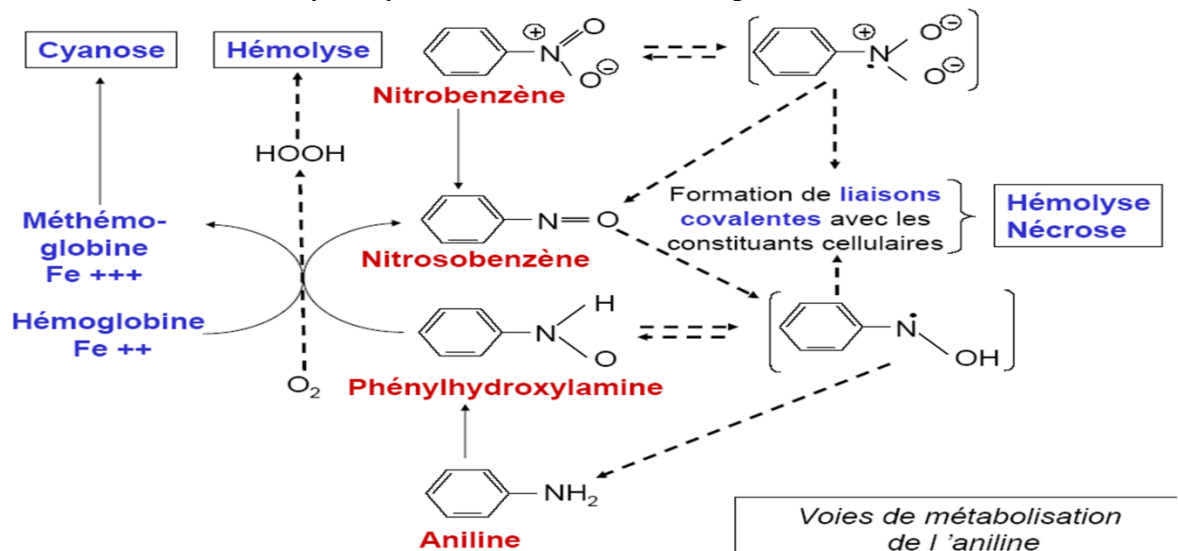 Cyanose
Hémolyse
Nitrobenzène
HOOH
Méthémo-
globine
Fe +++
Hémoglobine
Fe ++
O2
N
O
O
N
O
O
N O
Nitrosobenzène
Formation de liaisons
covalentes avec les
constituants cellulaires
Hémolyse
Nécrose
H
N
O
Phénylhydroxylamine
N
OH
NH2
Aniline
Voies de métabolisation
de l ’aniline